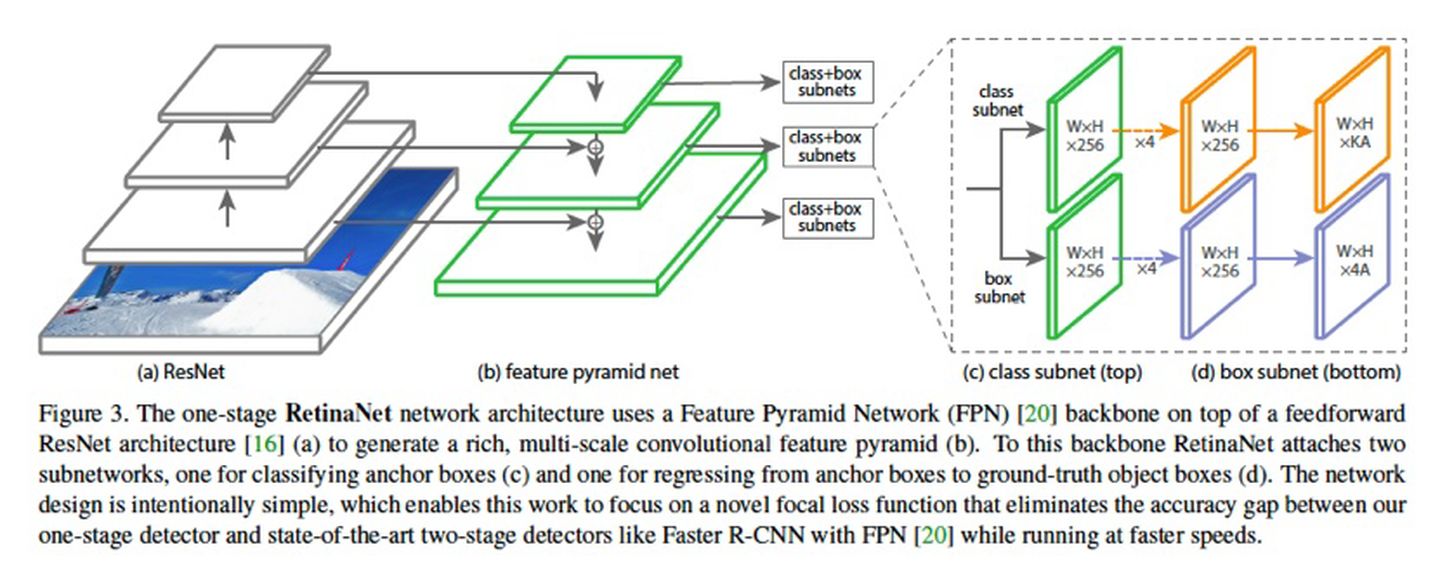 class+box
subnets
class+box
subnets
class+box
subnets
class
subnet
W×H
×256
×4
W×H
×256
W×H
×KA
box
subnet
W×H
×256
×4
W×H
×256
W×H
×4A
(a) ResNet
(b) feature pyramid net
(c) class subnet (top)
(d) box subnet (bottom)
Figure 3. The one-stage RetinaNet network architecture uses a Feature Pyramid Network (FPN) [20] backbone on top of a feedforward
ResNet architecture [16] (a) to generate a rich, multi-scale convolutional feature pyramid (b). To this backbone RetinaNet attaches two
subnetworks, one for classifying anchor boxes (c) and one for regressing from anchor boxes to ground-truth object boxes (d). The network
design is intentionally simple, which enables this work to focus on a novel focal loss function that eliminates the accuracy gap between our
one-stage detector and state-of-the-art two-stage detectors like Faster R-CNN with FPN [20] while running at faster speeds.